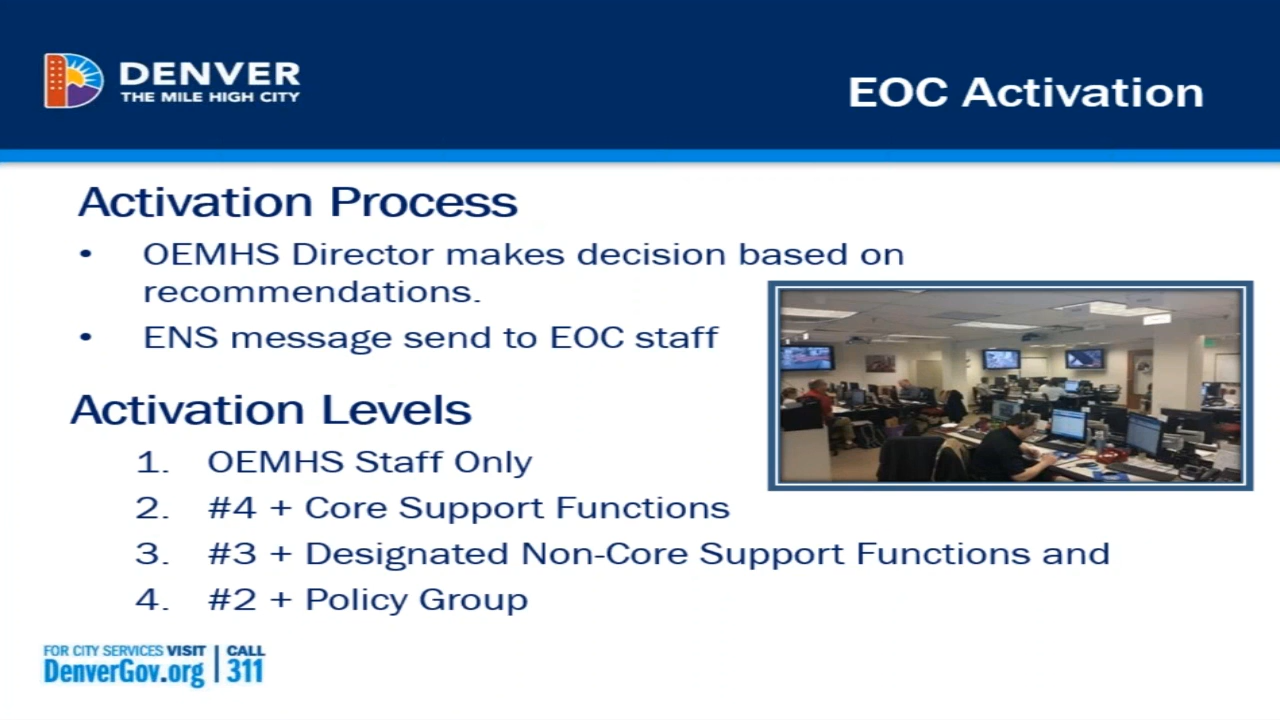 DENVER
THE MILE HIGH CITY
EOC Activation
Activation Process
• OEMHS Director makes decision based on
recommendations.
• ENS message send to EOC staff
Activation Levels
1. OEMHS Staff Only
2. #4 + Core Support Functions
3. #3 + Designated Non-Core Support Functions and
4. #2 + Policy Group
FOR CITY SERVICES VISIT | CALL
DenverGov.org | 311